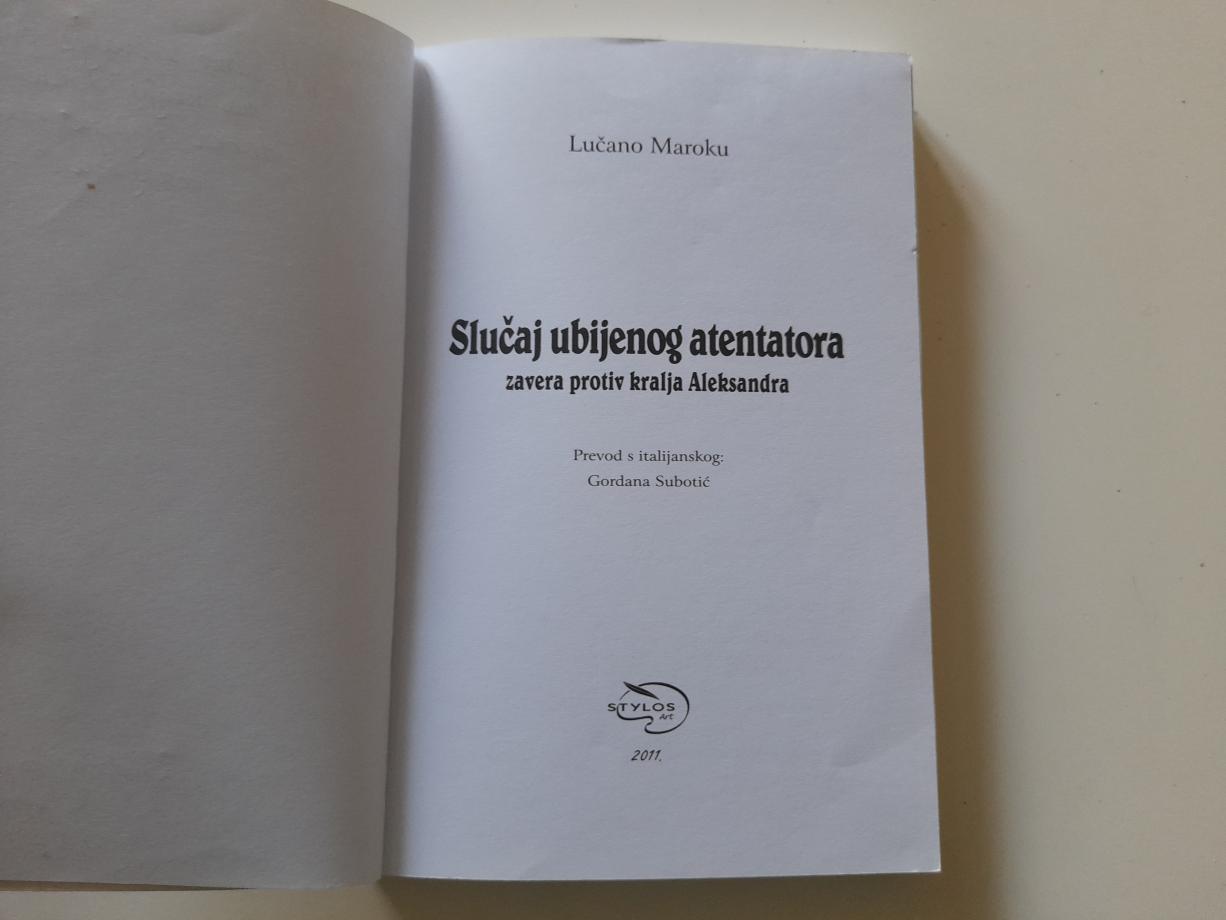 Lučano Maroku
Slučaj ubijenog atentatora
zavera protiv kralja Aleksandra
Prevod s italijanskog:
Gordana Subotić
STYLOS
Art
2011.